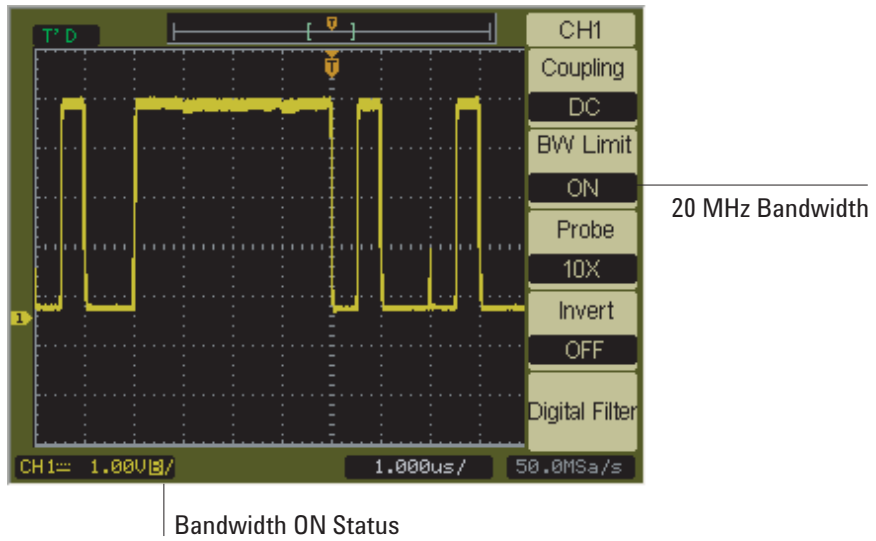 T'D
T
T
CH1
Coupling
DC
BW Limit
ON
20 MHz Bandwidth
Probe
10X
Invert
OFF
Digital Filter
1
CH1 1.00V B/
1.000us/
50.0MSa/s
Bandwidth ON Status